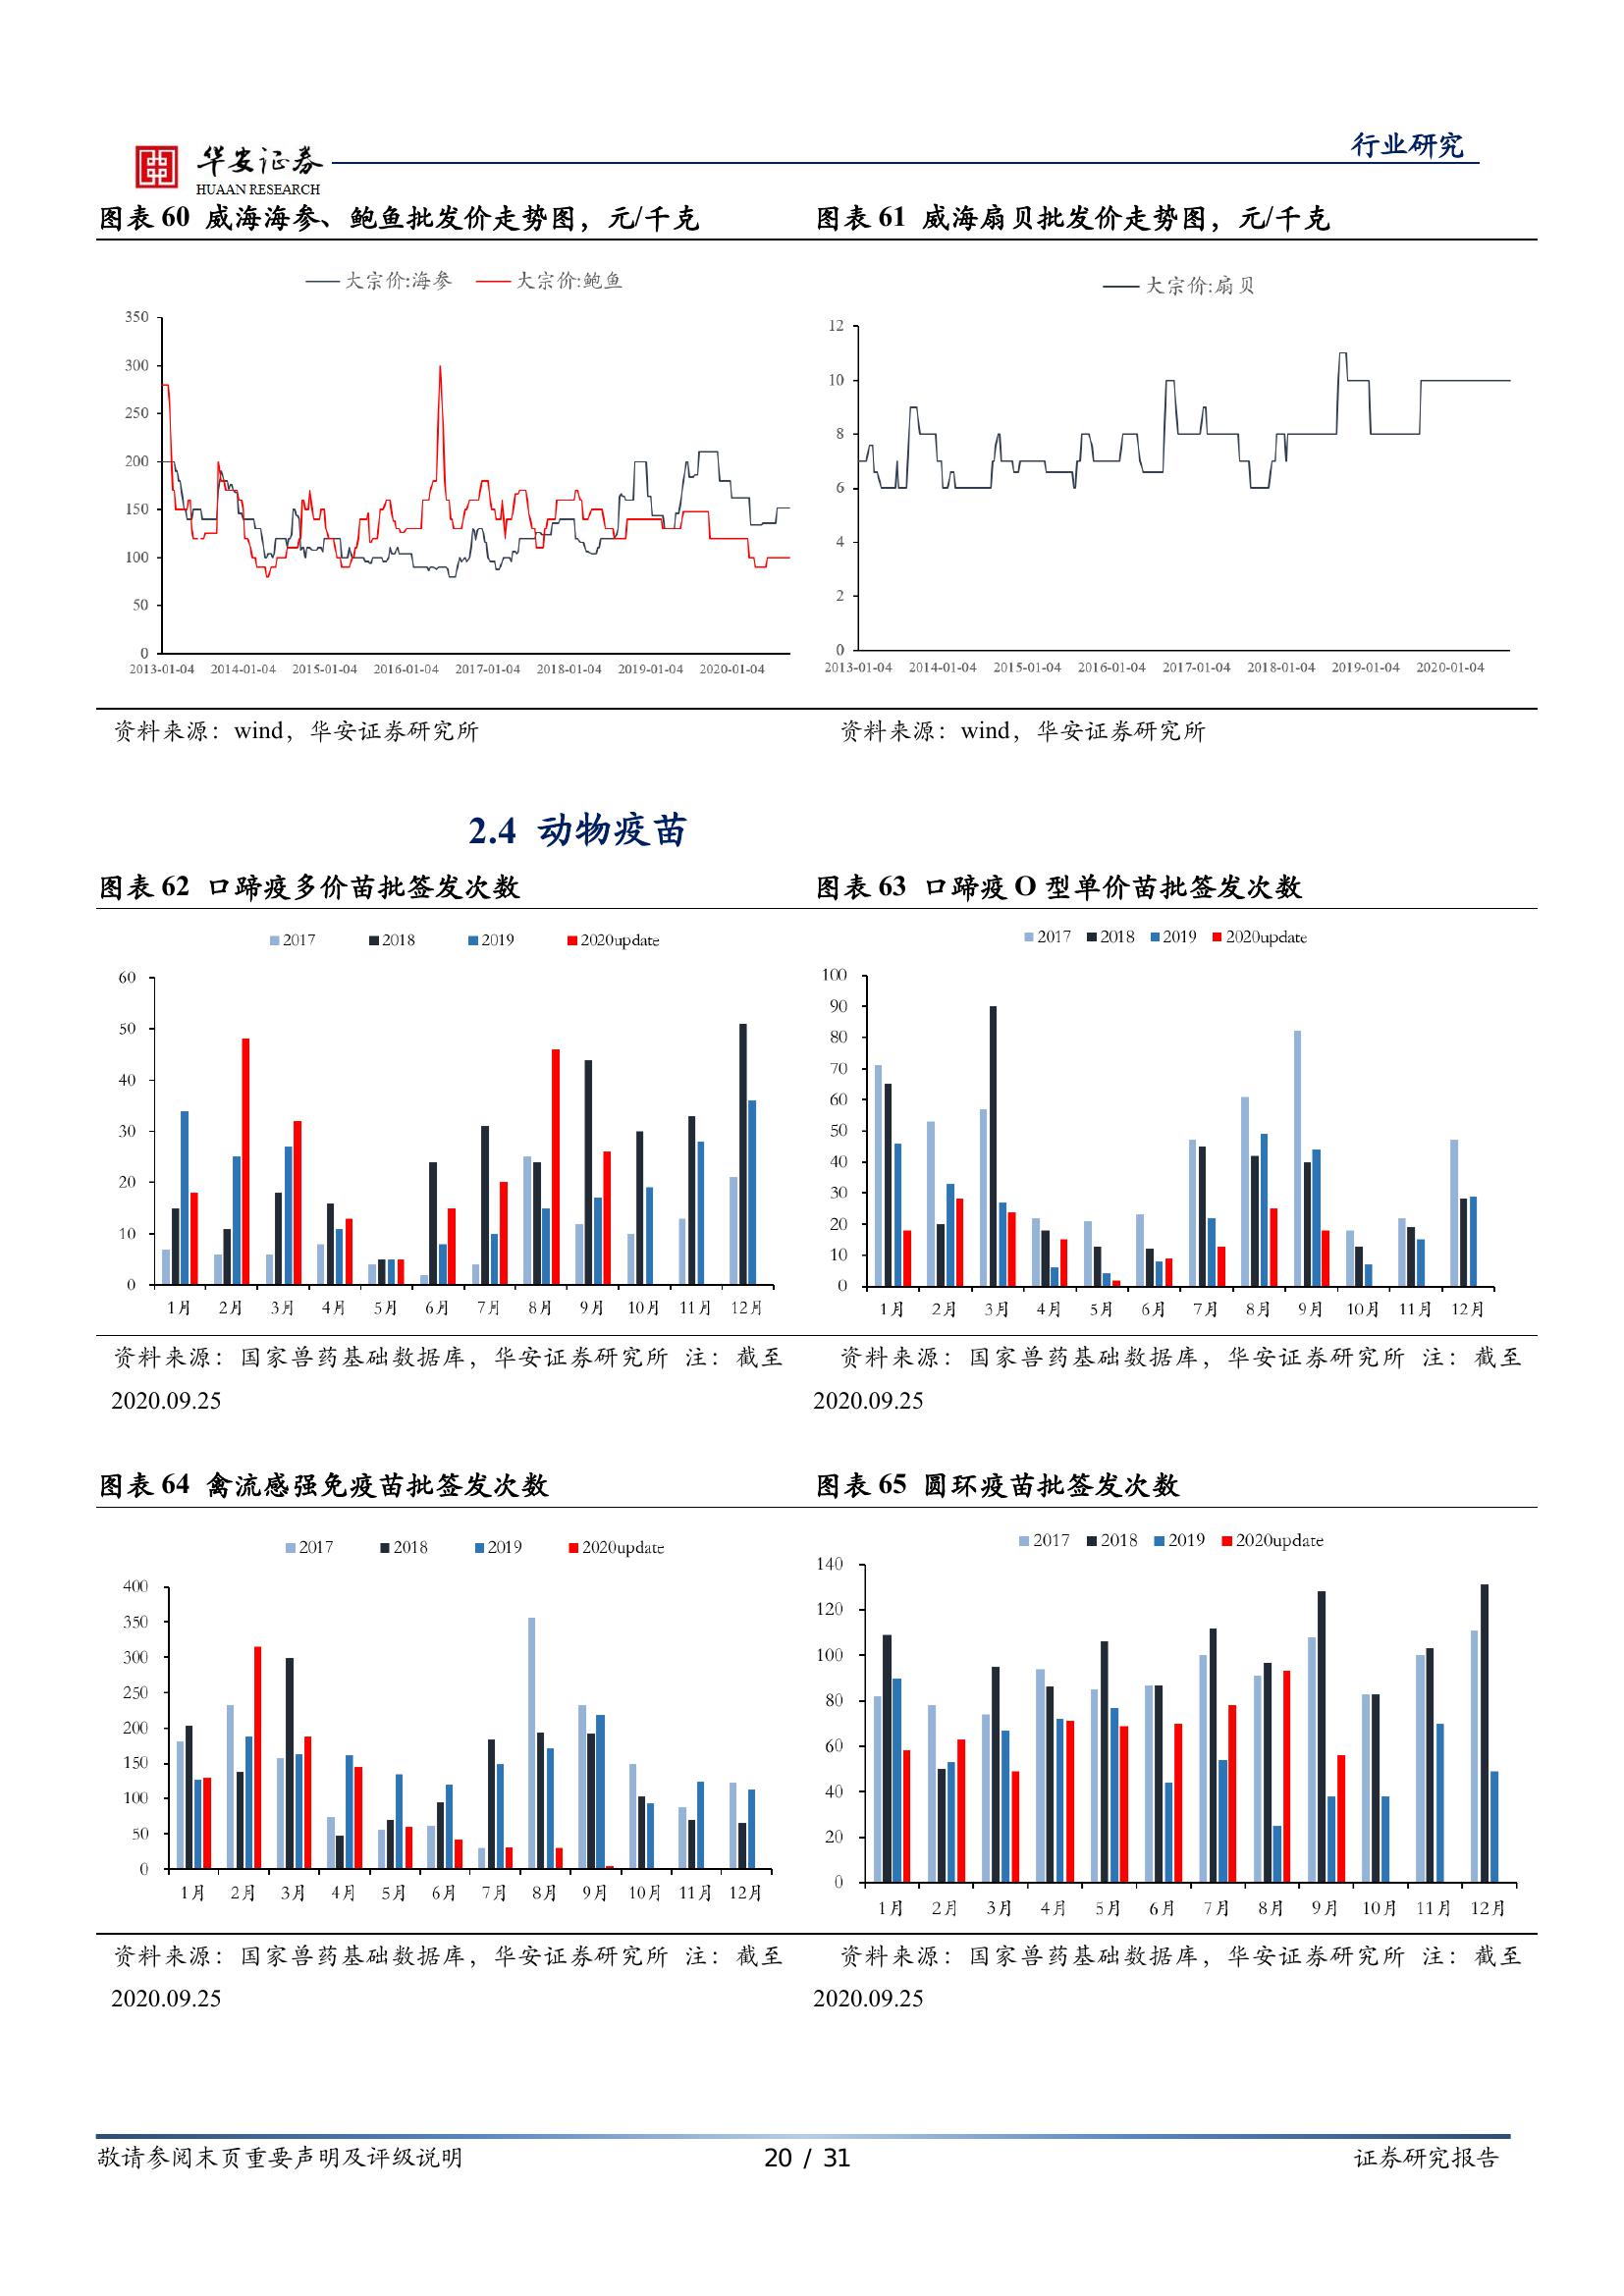 华安证券
HUAAN RESEARCH
行业研究
图表 60 威海海参、鲍鱼批发价走势图，元/千克
大宗价:海参 大宗价:鲍鱼
350
300
250
200
150
100
50
0
2013-01-04 2014-01-04 2015-01-04 2016-01-04 2017-01-04 2018-01-04 2019-01-04 2020-01-04
资料来源：wind，华安证券研究所
图表 61 威海扇贝批发价走势图，元/千克
大宗价:扇贝
12
10
8
6
4
2
0
2013-01-04 2014-01-04 2015-01-04 2016-01-04 2017-01-04 2018-01-04 2019-01-04 2020-01-04
资料来源：wind，华安证券研究所
2.4 动物疫苗
图表 62 口蹄疫多价苗批签发次数
2017 2018 2019 2020update
60
50
40
30
20
10
0
1月 2月 3月 4月 5月 6月 7月 8月 9月 10月 11月 12月
资料来源：国家兽药基础数据库，华安证券研究所 注：截至
2020.09.25
图表 63 口蹄疫 O 型单价苗批签发次数
2017 2018 2019 2020update
100
90
80
70
60
50
40
30
20
10
0
1月 2月 3月 4月 5月 6月 7月 8月 9月 10月 11月 12月
资料来源：国家兽药基础数据库，华安证券研究所 注：截至
2020.09.25
图表 64 禽流感强免疫苗批签发次数
2017 2018 2019 2020update
400
350
300
250
200
150
100
50
0
1月 2月 3月 4月 5月 6月 7月 8月 9月 10月 11月 12月
资料来源：国家兽药基础数据库，华安证券研究所 注：截至
2020.09.25
图表 65 圆环疫苗批签发次数
2017 2018 2019 2020update
140
120
100
80
60
40
20
0
1月 2月 3月 4月 5月 6月 7月 8月 9月 10月 11月 12月
资料来源：国家兽药基础数据库，华安证券研究所 注：截至
2020.09.25
敬请参阅末页重要声明及评级说明 20 / 31 证券研究报告